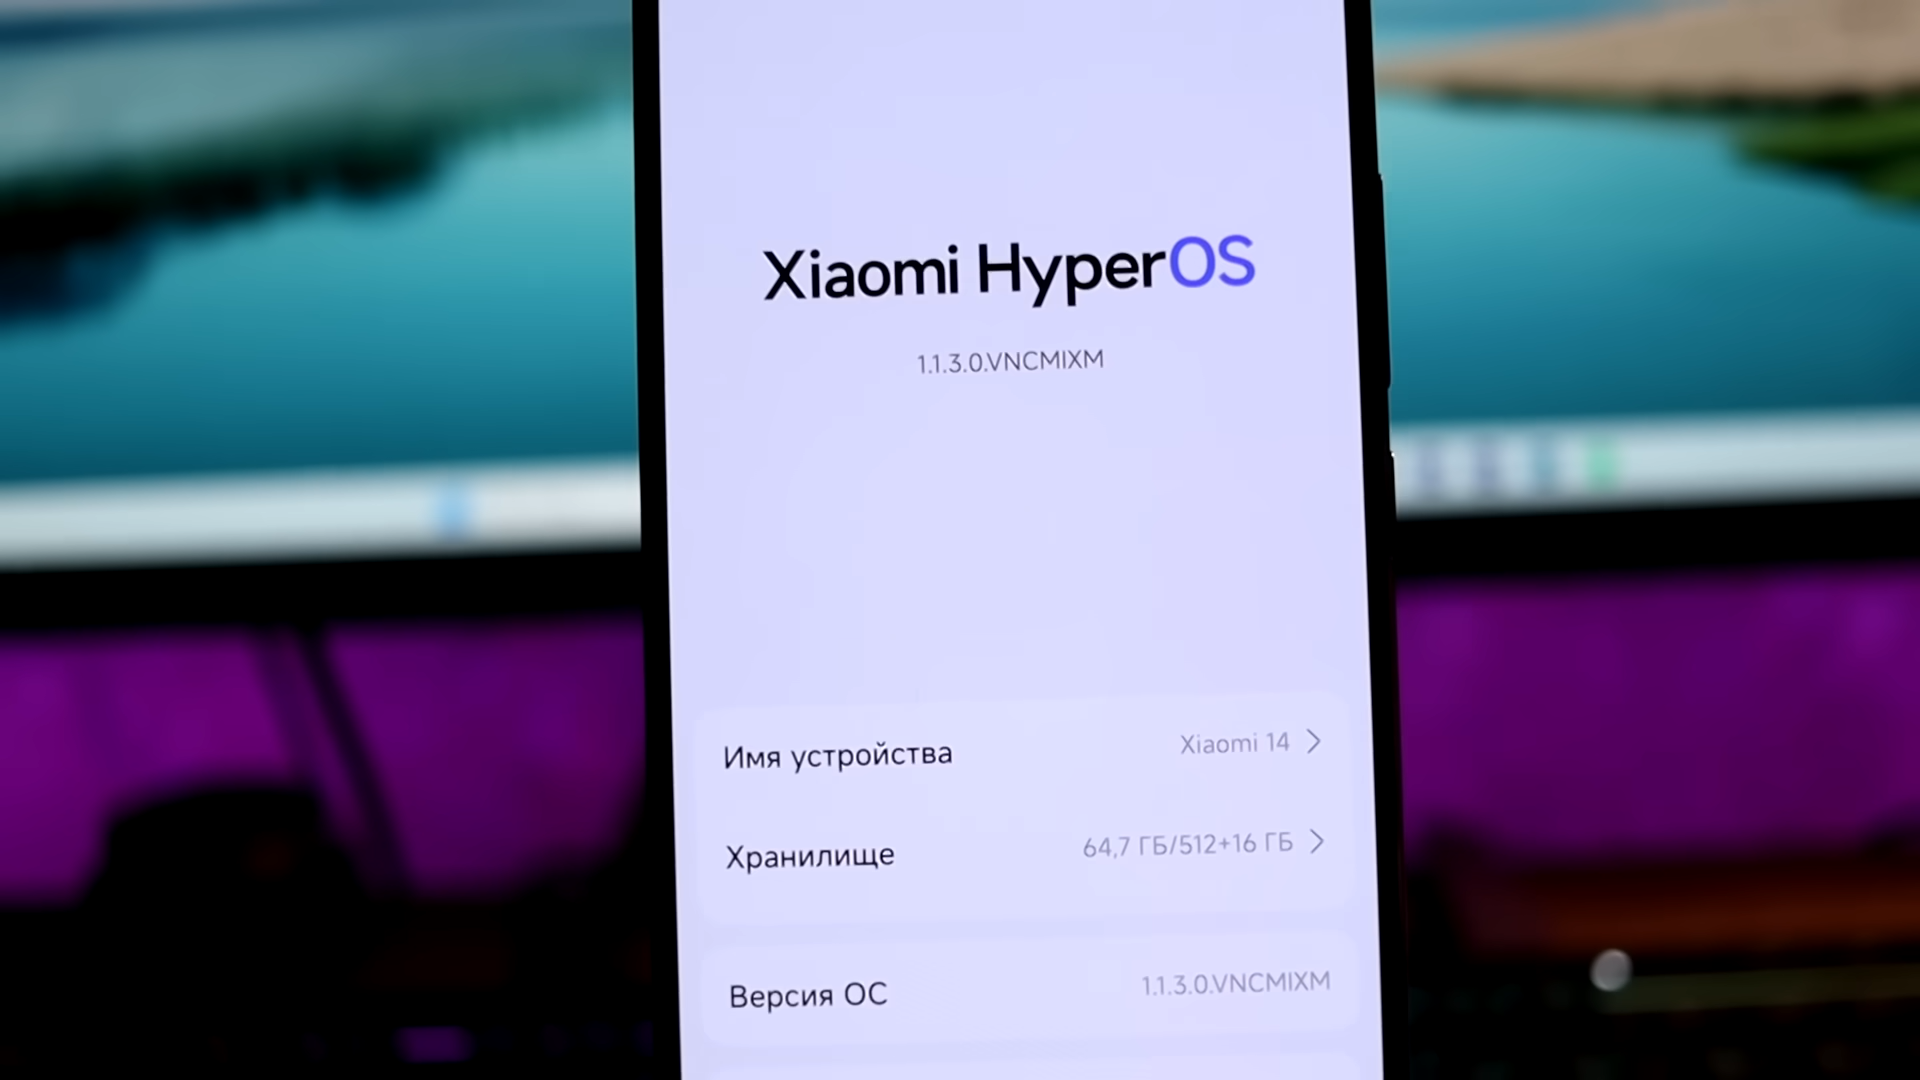 Xiaomi HyperOS
1.1.3.0.VNCMIXM
Имя устройства Xiaomi 14
Хранилище 64,7 ГБ/512+16 ГБ
Версия ОС 1.1.3.0.VNCMIXM